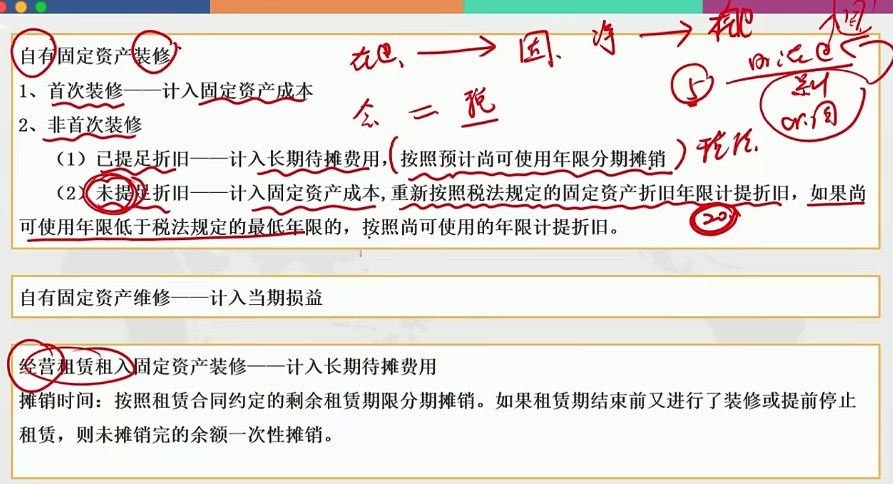 自有固定资产装修
1、首次装修——计入固定资产成本
2、非首次装修
（1）已提足折旧——计入长期待摊费用，（按照预计尚可使用年限分期摊销）税法
（2）未提足折旧——计入固定资产成本，重新按照税法规定的固定资产折旧年限计提折旧，如果尚
20
可使用年限低于税法规定的最低年限的，按照尚可使用的年限计提折旧。
自有固定资产维修——计入当期损益
经营租赁租入固定资产装修——计入长期待摊费用
摊销时间：按照租赁合同约定的剩余租赁期限分期摊销。如果租赁期结束前又进行了装修或提前停止
租赁，则未摊销完的余额一次性摊销。